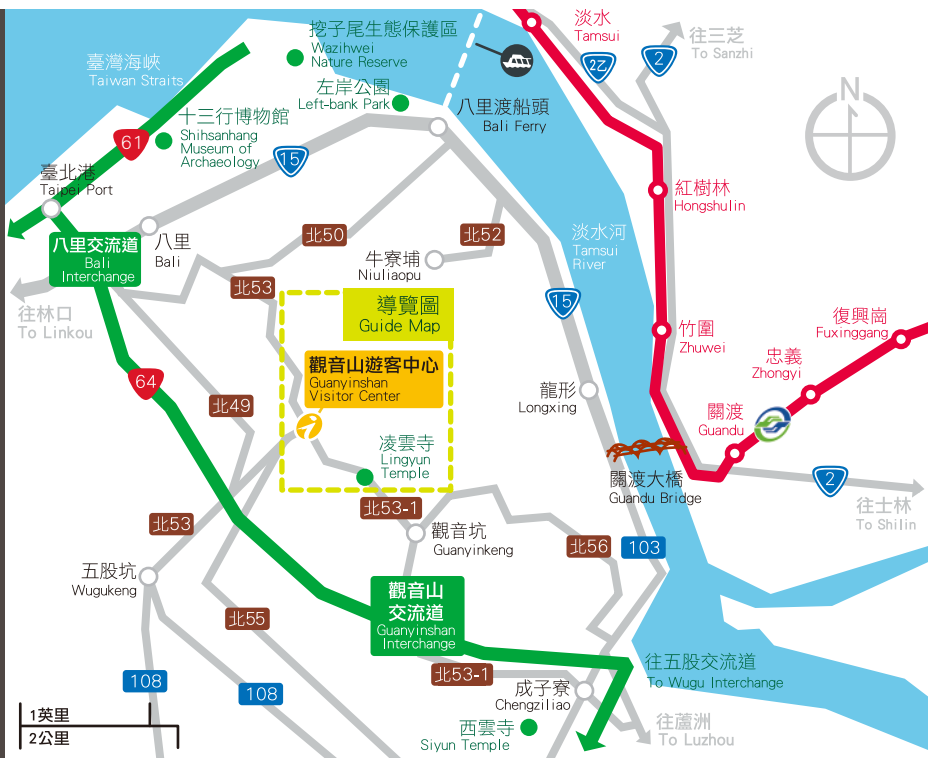 挖子尾生態保護區
Wazihwei
Nature Reserve
淡水
Tamsui
2乙
2
往三芝
To Sanzhi
臺灣海峽
Taiwan Straits
左岸公園
Left-bank Park
八里渡船頭
Bali Ferry
N
十三行博物館
Shihsanhang
Museum of
Archaeology
61
15
臺北港
Taipei Port
紅樹林
Hongshulin
八里交流道
Bali
Interchange
八里
Bali
北50
北52
牛寮埔
Niuliaopu
淡水河
Tamsui
River
北53
往林口
To Linkou
導覽圖
Guide Map
15
竹圍
Zhuwei
復興崗
Fuxinggang
忠義
Zhongyi
觀音山遊客中心
Guanyinshan
Visitor Center
64
北49
龍形
Longxing
關渡
Guandu
凌雲寺
Lingyun
Temple
關渡大橋
Guandu Bridge
2
往士林
To Shilin
北53
北53-1
觀音坑
Guanyinkeng
北56
103
五股坑
Wugukeng
觀音山
交流道
Guanyinshan
Interchange
北55
108
108
北53-1
成子寮
Chengziliao
往五股交流道
To Wugu Interchange
西雲寺
Siyun Temple
往蘆洲
To Luzhou
1英里
2公里